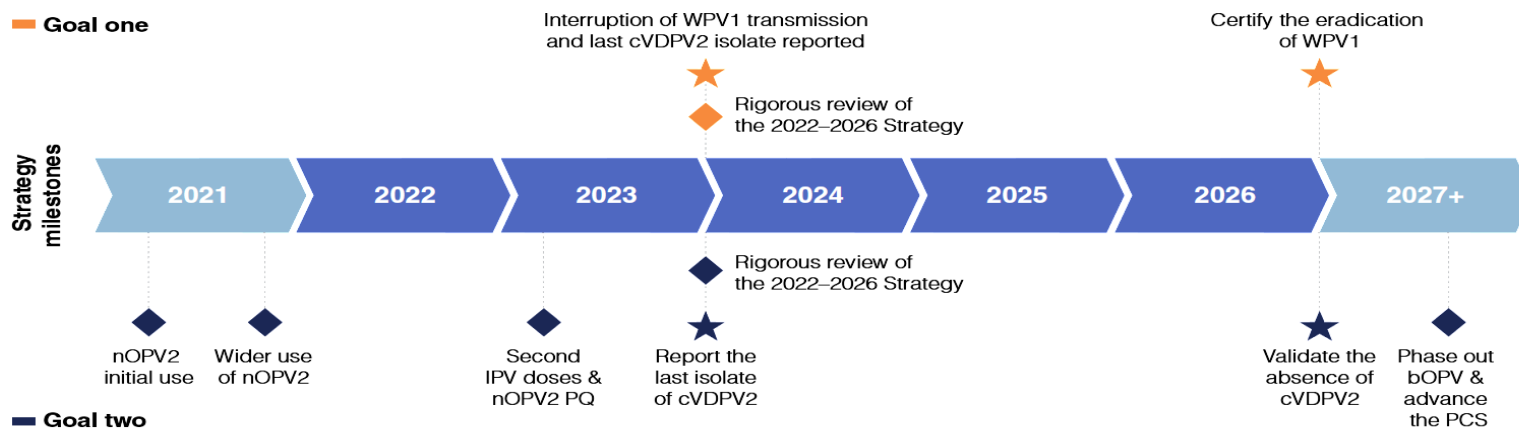 Goal one
Interruption of WPV1 transmission
and last cVDPV2 isolate reported
Certify the eradication
of WPV1
Rigorous review of
the 2022–2026 Strategy
Strategy
milestones
2021
2022
2023
2024
2025
2026
2027+
Rigorous review of
the 2022–2026 Strategy
nOPV2
initial use
Wider use
of nOPV2
Second
IPV doses &
nOPV2 PQ
Report the
last isolate
of cVDPV2
Validate the
absence of
cVDPV2
Phase out
bOPV &
advance
the PCS
Goal two